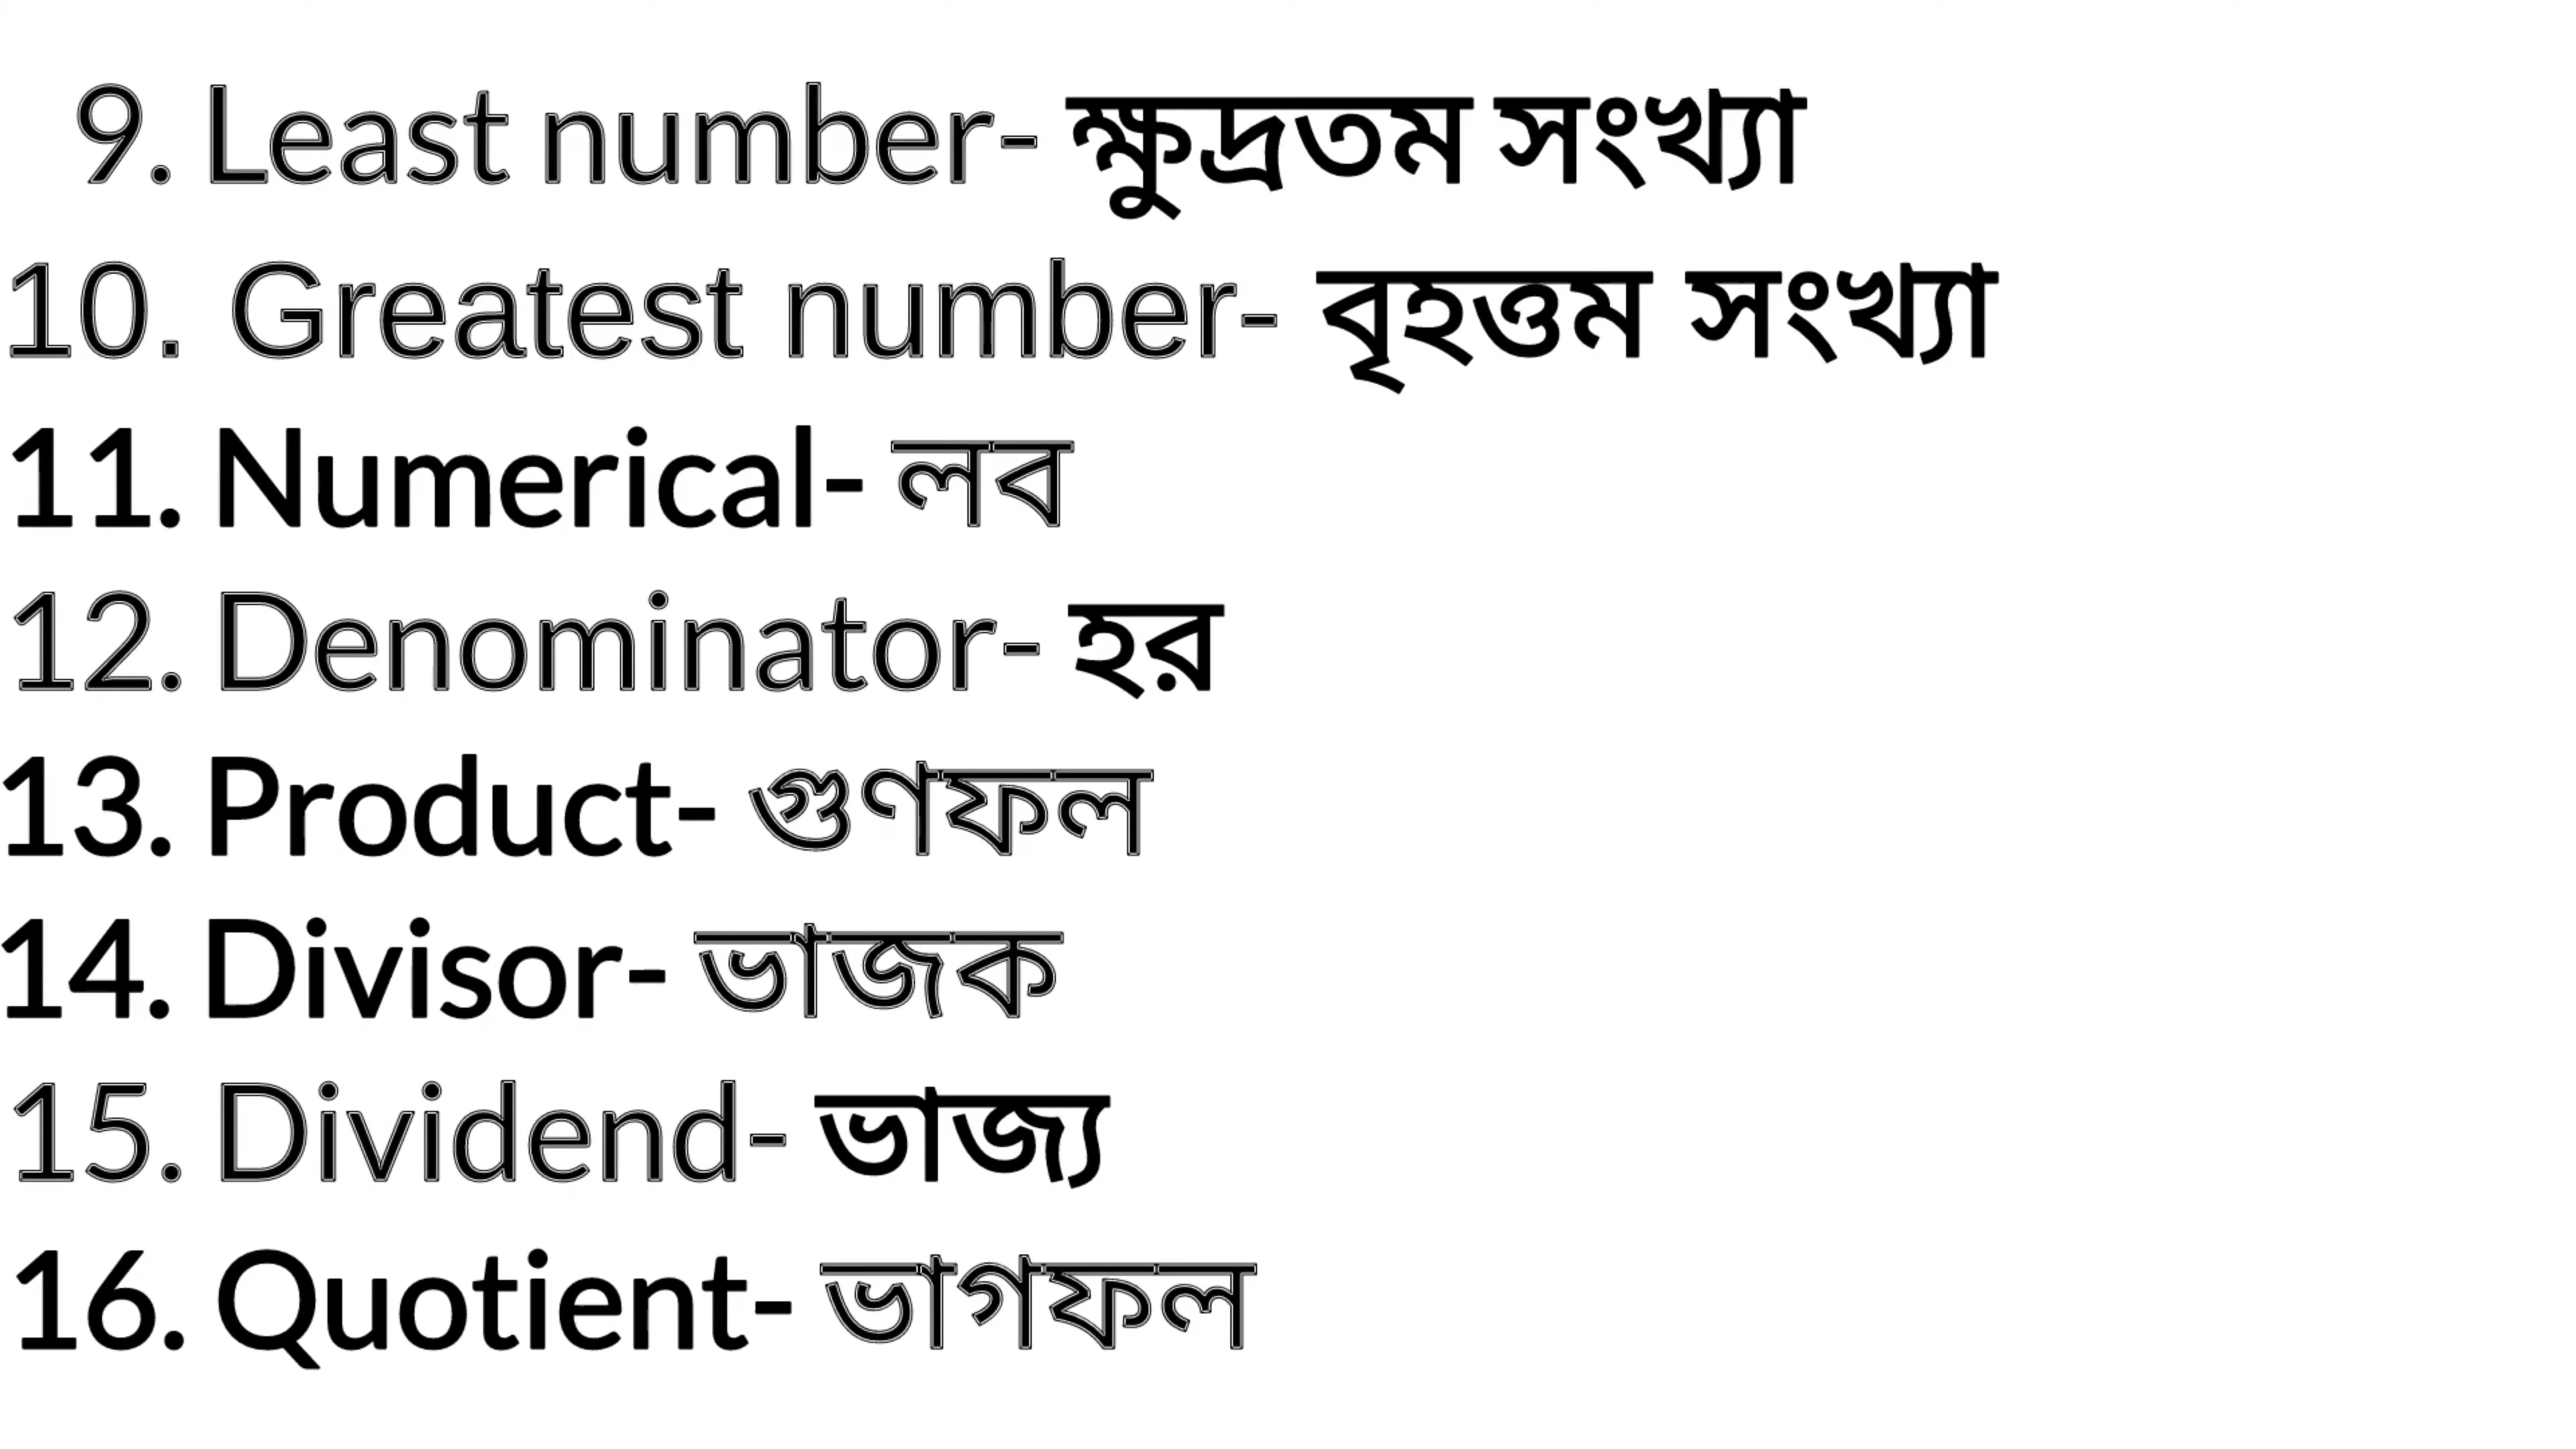 9. Least number- ক্ষুদ্রতম সংখ্যা
10. Greatest number- বৃহত্তম সংখ্যা
11. Numerical- লব
12. Denominator- হর
13. Product- গুণফল
14. Divisor- ভাজক
15. Dividend- ভাজ্য
16. Quotient- ভাগফল